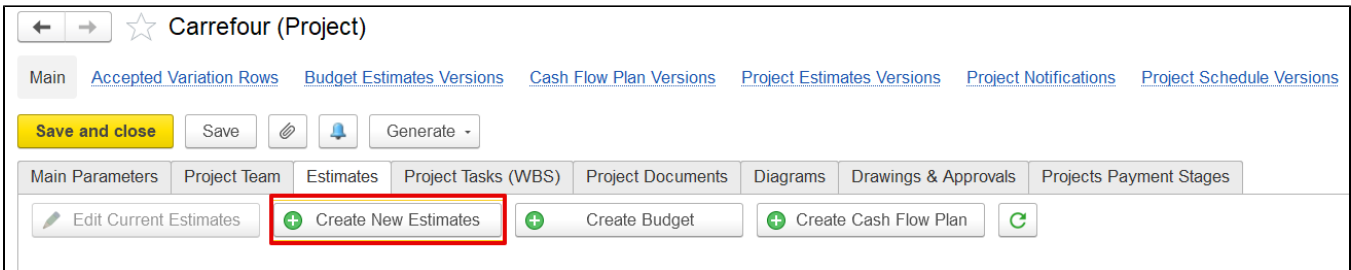 Carrefour (Project)
Main Accepted Variation Rows Budget Estimates Versions Cash Flow Plan Versions Project Estimates Versions Project Notifications Project Schedule Versions
Save and close Save Generate
Main Parameters Project Team Estimates Project Tasks (WBS) Project Documents Diagrams Drawings & Approvals Projects Payment Stages
Edit Current Estimates Create New Estimates Create Budget Create Cash Flow Plan